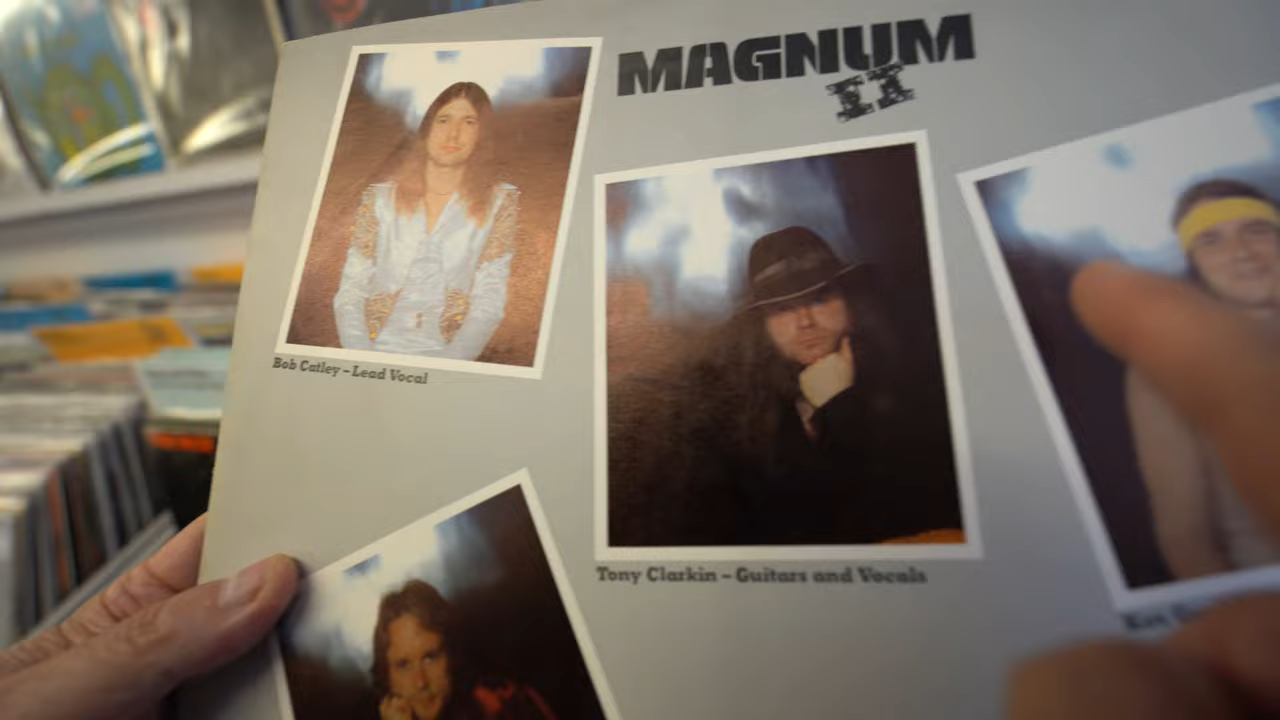 MAGNUM
II
Bob Catley – Lead Vocal
Tony Clarkin – Guitars and Vocals